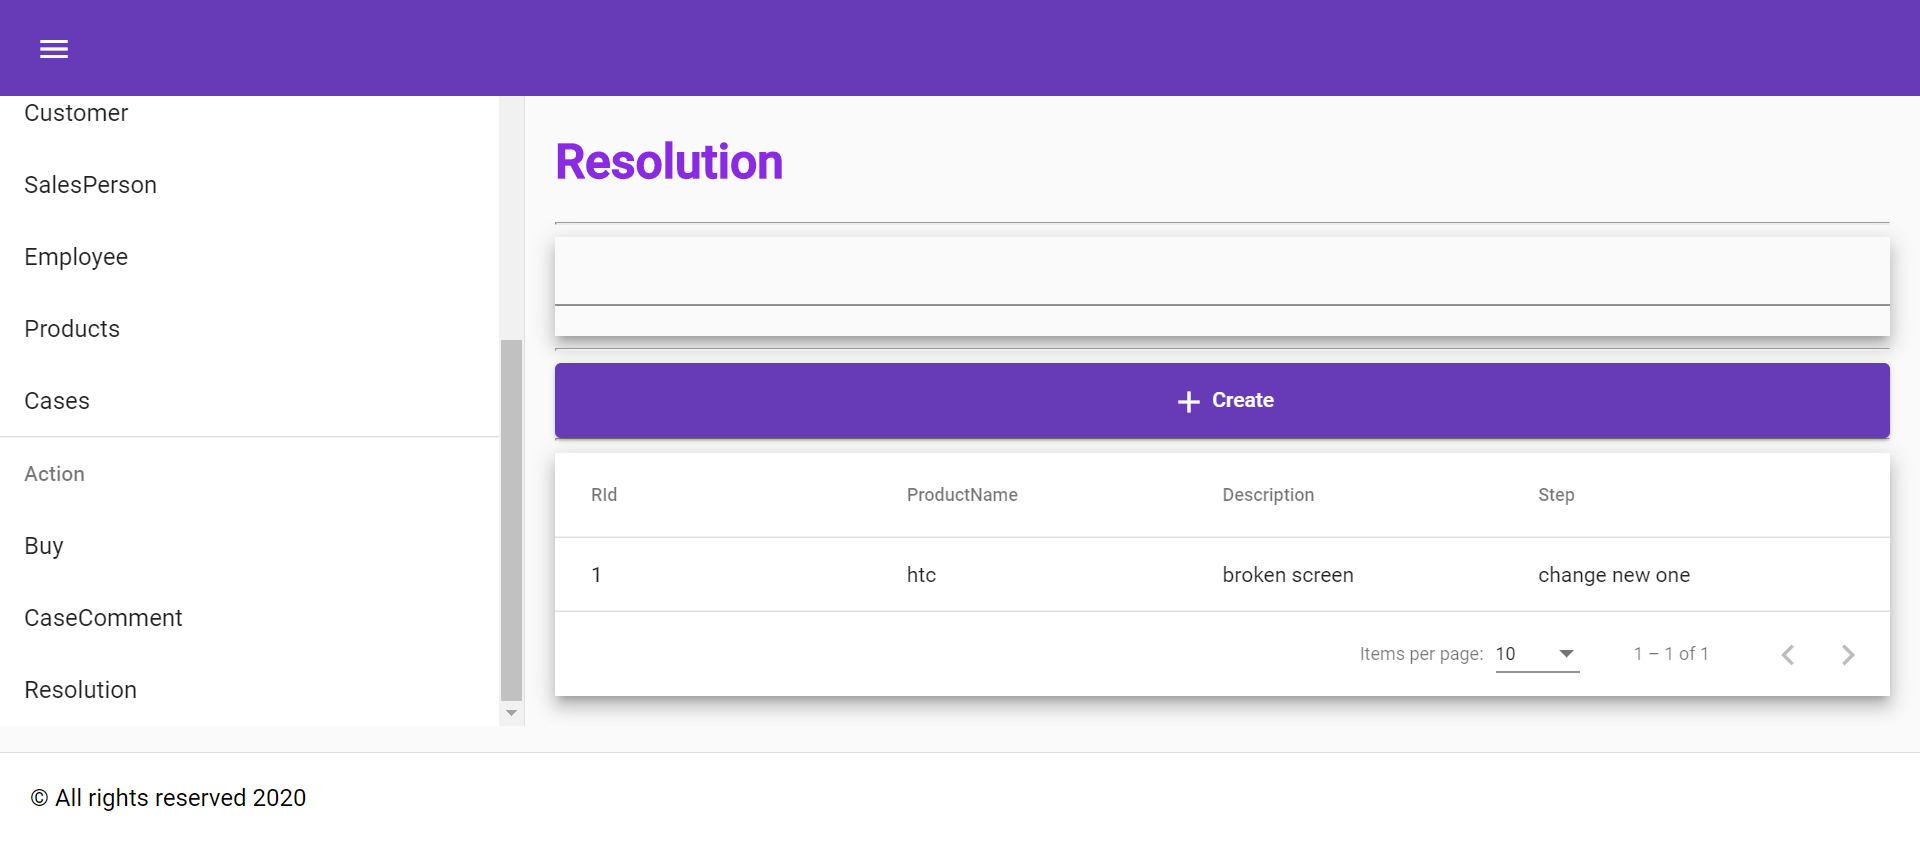 Customer
SalesPerson
Employee
Products
Cases
Action
Buy
CaseComment
Resolution
Resolution
Create
RId ProductName Description Step
1 htc broken screen change new one
Items per page: 10 1 – 1 of 1
© All rights reserved 2020